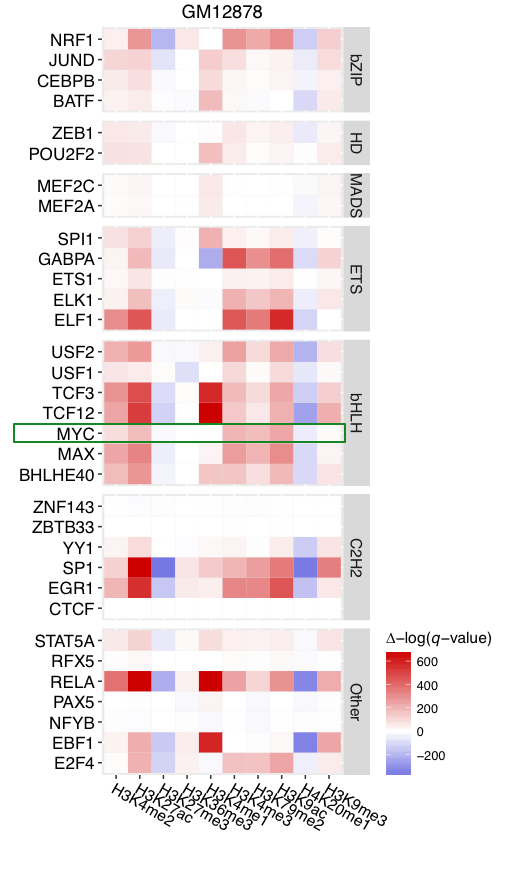 GM12878
NRF1
JUND
CEBPB
BATF
bZIP
ZEB1
POU2F2
HD
MEF2C
MEF2A
MADS
SPI1
GABPA
ETS1
ELK1
ELF1
ETS
USF2
USF1
TCF3
TCF12
MYC
MAX
BHLHE40
bHLH
ZNF143
ZBTB33
YY1
SP1
EGR1
CTCF
C2H2
STAT5A
RFX5
RELA
PAX5
NFYB
EBF1
E2F4
Other
H3K4me2
H3K27ac
H3K27me3
H3K36me3
H3K4me1
H3K4me3
H3K79me2
H3K9ac
H4K20me1
H3K9me3
Δ−log(q−value)
600
400
200
0
−200